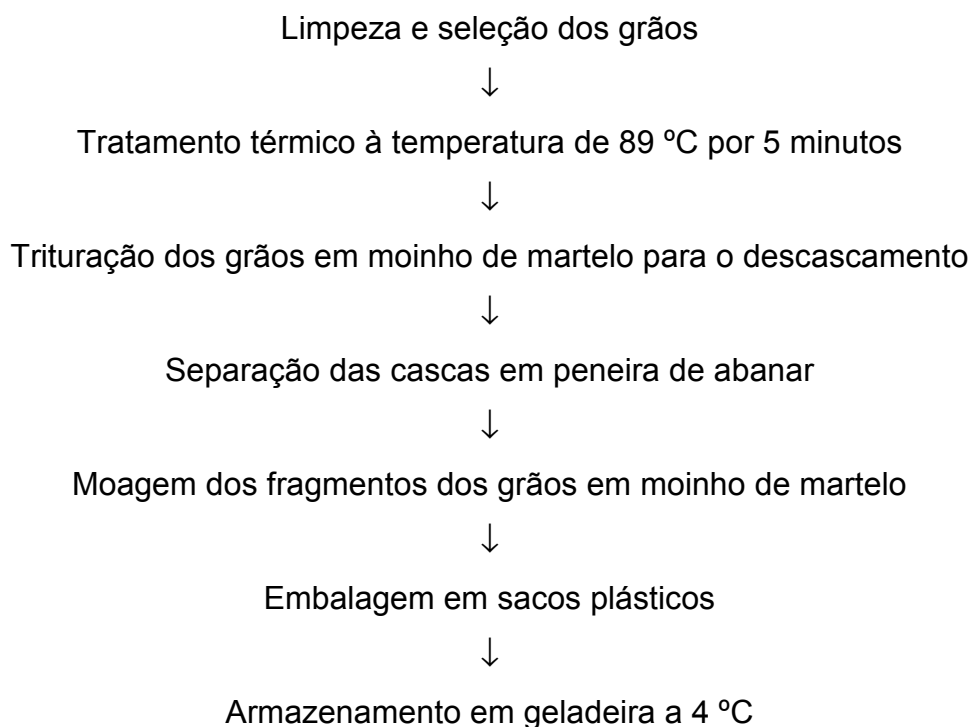 Limpeza e seleção dos grãos
↓
Tratamento térmico à temperatura de 89 ºC por 5 minutos
↓
Trituração dos grãos em moinho de martelo para o descascamento
↓
Separação das cascas em peneira de abanar
↓
Moagem dos fragmentos dos grãos em moinho de martelo
↓
Embalagem em sacos plásticos
↓
Armazenamento em geladeira a 4 ºC